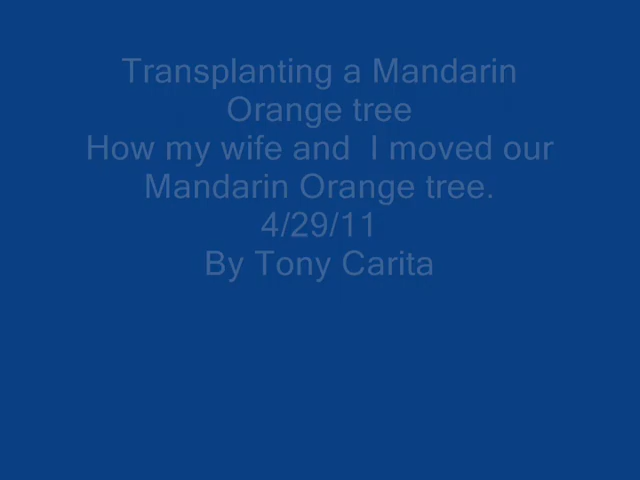 Transplanting a Mandarin
Orange tree
How my wife and  I moved our
Mandarin Orange tree.
4/29/11
By Tony Carita